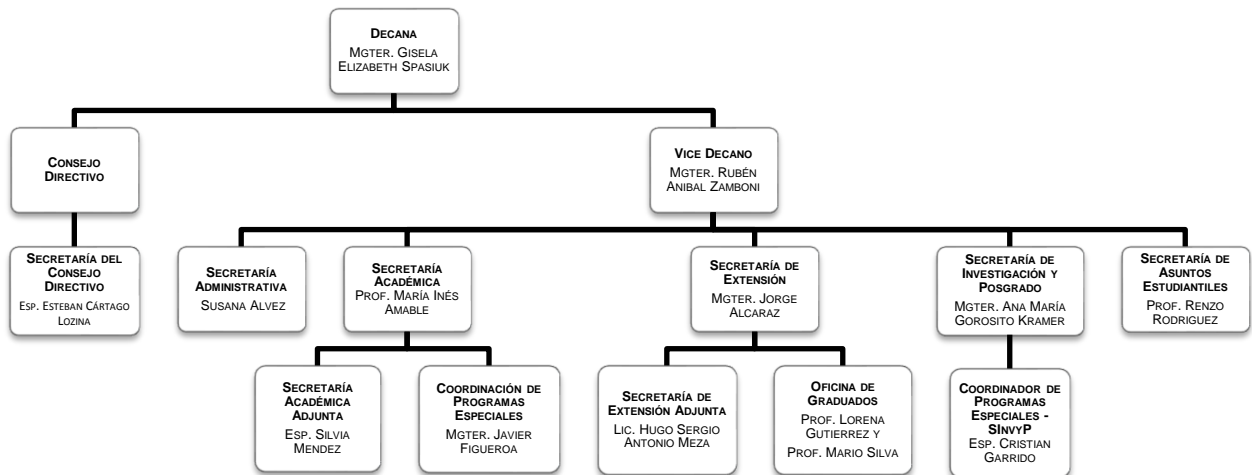 DECANA
MGTER. GISELA
ELIZABETH SPASIUK
CONSEJO
DIRECTIVO
VICE DECANO
MGTER. RUBÉN
ANIBAL ZAMBONI
SECRETARÍA DEL
CONSEJO
DIRECTIVO
ESP. ESTEBAN CÁRTAGO
LOZINA
SECRETARÍA
ADMINISTRATIVA
SUSANA ALVEZ
SECRETARÍA
ACADÉMICA
PROF. MARÍA INÉS
AMABLE
SECRETARÍA DE
EXTENSIÓN
MGTER. JORGE
ALCARAZ
SECRETARÍA DE
INVESTIGACIÓN Y
POSGRADO
MGTER. ANA MARÍA
GOROSITO KRAMER
SECRETARÍA DE
ASUNTOS
ESTUDIANTILES
PROF. RENZO
RODRIGUEZ
SECRETARÍA
ACADÉMICA
ADJUNTA
ESP. SILVIA
MENDEZ
COORDINACIÓN DE
PROGRAMAS
ESPECIALES
MGTER. JAVIER
FIGUEROA
SECRETARÍA DE
EXTENSIÓN ADJUNTA
LIC. HUGO SERGIO
ANTONIO MEZA
OFICINA DE
GRADUADOS
PROF. LORENA
GUTIERREZ Y
PROF. MARIO SILVA
COORDINADOR DE
PROGRAMAS
ESPECIALES -
SINVYP
ESP. CRISTIAN
GARRIDO